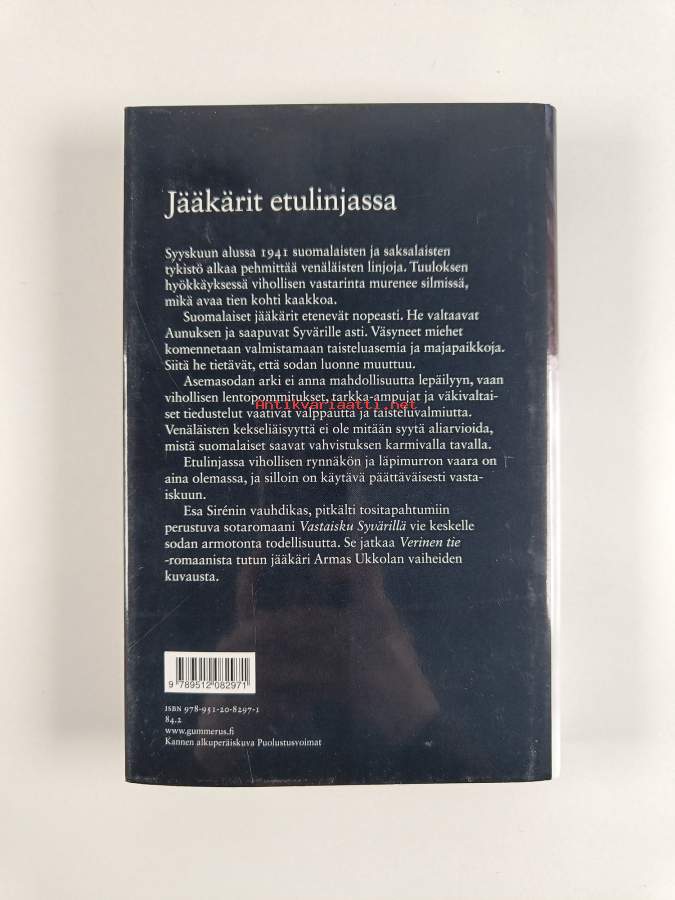 Jääkärit etulinjassa
Syyskuun alussa 1941 suomalaisten ja saksalaisten
tykistö alkaa pehmittää venäläisten linjoja. Tuuloksen
hyökkäyksessä vihollisen vastarinta murenee silmissä,
mikä avaa tien kohti kaakkoa.
Suomalaiset jääkärit etenevät nopeasti. He valtaavat
Aunuksen ja saapuvat Syvärille asti. Väsyneet miehet
komennetaan valmistamaan taisteluasemia ja majapaikkoja.
Siitä he tietävät, että sodan luonne muuttuu.
Asemasodan arki ei anna mahdollisuutta lepäilyyn, vaan
vihollisen lentopommitukset, tarkka-ampujat ja väkivaltai-
Antikvariaatti.net
set tiedustelut vaativat valppautta ja taisteluvalmiutta.
Venäläisten kekseliäisyyttä ei ole mitään syytä aliarvioida,
mistä suomalaiset saavat vahvistuksen karmivalla tavalla.
Etulinjassa vihollisen rynnäkön ja läpimurron vaara on
aina olemassa, ja silloin on käytävä päättäväisesti vasta-
iskuun.
Esa Sirénin vauhdikas, pitkälti tositapahtumiin
perustuva sotaromaani Vastaisku Syvärillä vie keskelle
sodan armotonta todellisuutta. Se jatkaa Verinen tie
-romaanista tutun jääkäri Armas Ukkolan vaiheiden
kuvausta.
9 789512 082971
ISBN 978-951-20-8297-1
84.2
www.gummerus.fi
Kannen alkuperäiskuva Puolustusvoimat